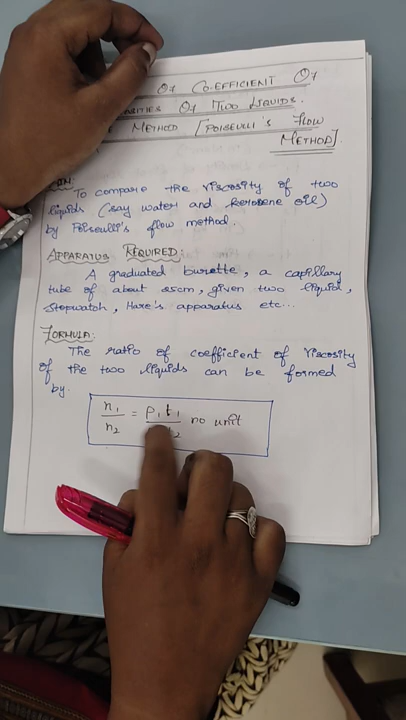 Of CO-EFFICIENT Of
Of TWO LIQUIDS.
METHOD [POISEULLI'S FLOW
METHOD].
To compare the viscosity of two
liquids (say water and kerosene oil)
by Poiseulli's flow method.
APPARATUS REQUIRED:
A graduated burette, a capillary
tube of about 25cm, given two liquid,
Stopwatch, Hare's apparatus etc...
FORMULA:
The ratio of coefficient of viscosity
of the two liquids can be formed
by.
n₁/n₂ = ρ₁t₁ no unit